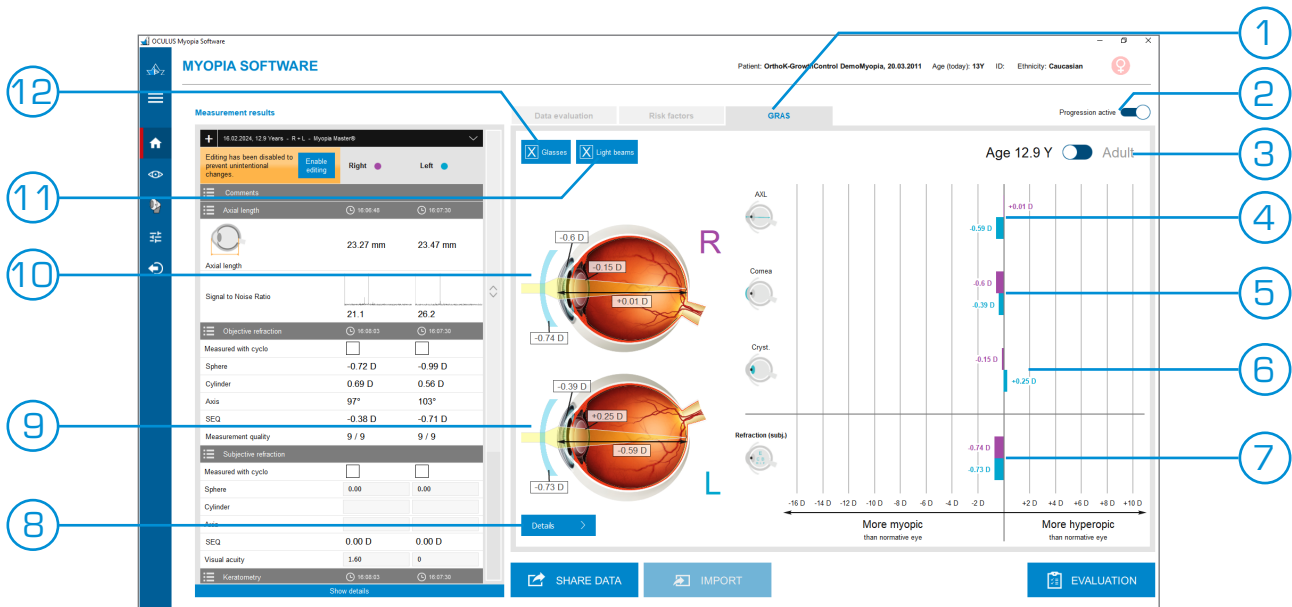 OCULUS Myopia Software
MYOPIA SOFTWARE
Patient: OrthoK-GrowthControl DemoMyopia, 20.03.2011 Age (today): 13Y ID: Ethnicity: Caucasian
1
2
3
4
5
6
7
8
9
10
11
12
Measurement results
16.02.2024, 12.9 Years - R + L - Myopia Master®
Editing has been disabled to
prevent unintentional
changes.
Enable
editing
Right
Left
Comments
Axial length 16:06:48 16:07:30
23.27 mm 23.47 mm
Axial length
Signal to Noise Ratio
21.1 26.2
Objective refraction 16:08:03 16:07:30
Measured with cyclo
Sphere -0.72 D -0.99 D
Cylinder 0.69 D 0.56 D
Axis 97° 103°
SEQ -0.38 D -0.71 D
Measurement quality 9 / 9 9 / 9
Subjective refraction
Measured with cyclo
Sphere 0.00 0.00
Cylinder
Axis
SEQ 0.00 D 0.00 D
Visual acuity 1.60 0
Keratometry 16:08:03 16:07:30
Show details
Data evaluation
Risk factors
GRAS
Progression active
X Glasses
X Light beams
Age 12.9 Y
Adult
R
-0.6 D
-0.15 D
+0.01 D
-0.74 D
L
-0.39 D
+0.25 D
-0.59 D
-0.73 D
Details
AXL
+0.01 D
-0.59 D
Cornea
-0.6 D
-0.39 D
Cryst.
-0.15 D
+0.25 D
Refraction (subj.)
-0.74 D
-0.73 D
-16 D -14 D -12 D -10 D -8 D -6 D -4 D -2 D +2 D +4 D +6 D +8 D +10 D
More myopic
than normative eye
More hyperopic
than normative eye
SHARE DATA
IMPORT
EVALUATION